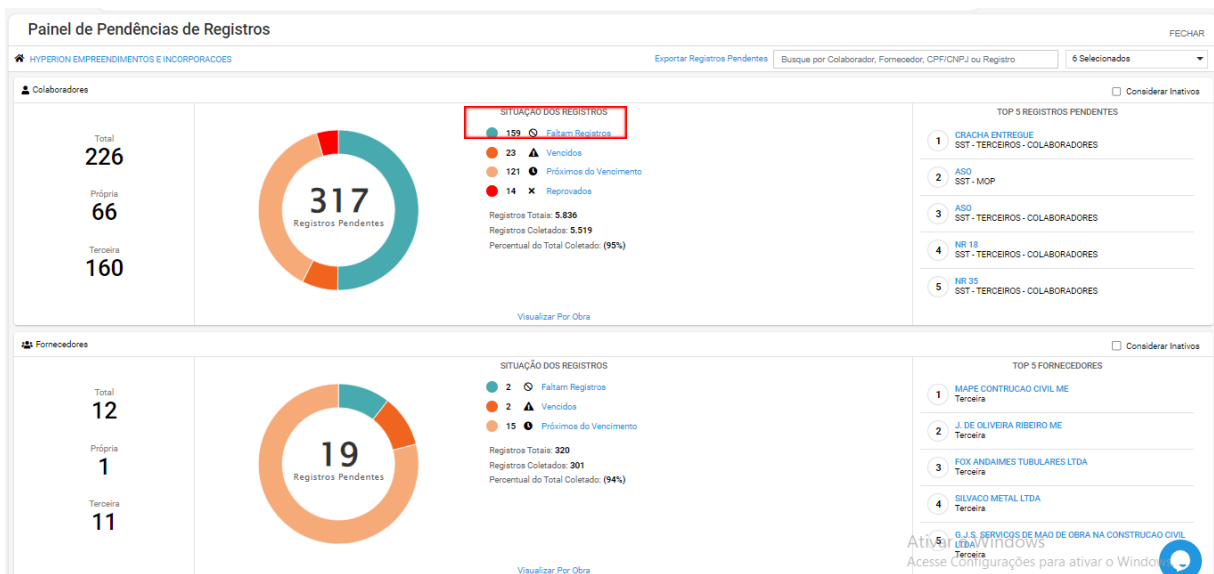 Painel de Pendências de Registros
FECHAR
HYPERION EMPREENDIMENTOS E INCORPORACOES
Exportar Registros Pendentes
Busque por Colaborador, Fornecedor, CPF/CNPJ ou Registro
6 Selecionados
Colaboradores
Considerar Inativos
Total
226
Própria
66
Terceira
160
317
Registros Pendentes
SITUAÇÃO DOS REGISTROS
159 Faltam Registros
23 Vencidos
121 Próximos do Vencimento
14 Reprovados
Registros Totais: 5.836
Registros Coletados: 5.519
Percentual do Total Coletado: (95%)
Visualizar Por Obra
TOP 5 REGISTROS PENDENTES
1 CRACHA ENTREGUE
SST - TERCEIROS - COLABORADORES
2 ASO
SST - MOP
3 ASO
SST - TERCEIROS - COLABORADORES
4 NR 18
SST - TERCEIROS - COLABORADORES
5 NR 35
SST - TERCEIROS - COLABORADORES
Fornecedores
Considerar Inativos
Total
12
Própria
1
Terceira
11
19
Registros Pendentes
SITUAÇÃO DOS REGISTROS
2 Faltam Registros
2 Vencidos
15 Próximos do Vencimento
Registros Totais: 320
Registros Coletados: 301
Percentual do Total Coletado: (94%)
Visualizar Por Obra
TOP 5 FORNECEDORES
1 MAPE CONTRUCAO CIVIL ME
Terceira
2 J. DE OLIVEIRA RIBEIRO ME
Terceira
3 FOX ANDAIMES TUBULARES LTDA
Terceira
4 SILVACO METAL LTDA
Terceira
5 G.J.S. SERVICOS DE MAO DE OBRA NA CONSTRUCAO CIVIL
LTDA
Terceira
Ativar o Windows
Acesse Configurações para ativar o Windows